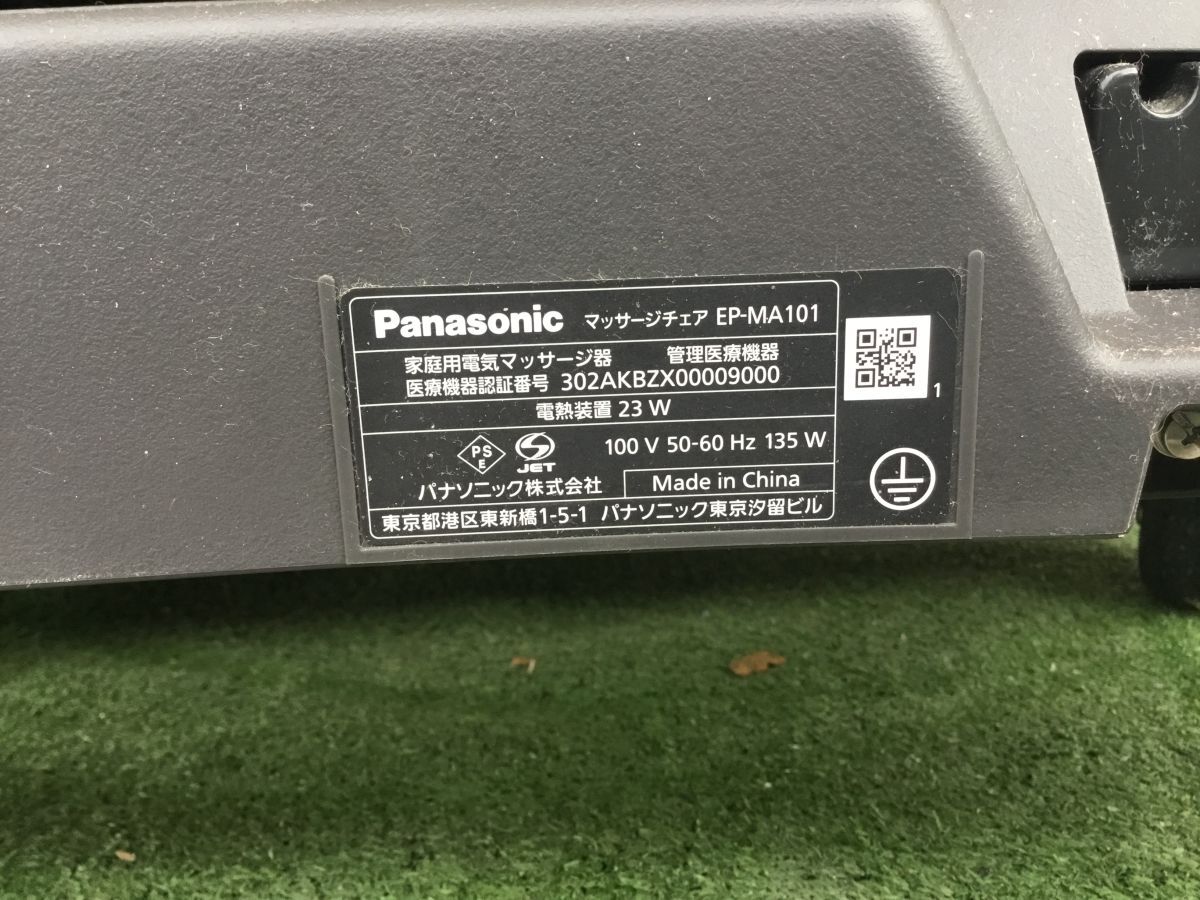 Panasonic マッサージチェア EP-MA101
家庭用電気マッサージ器 管理医療機器
医療機器認証番号 302AKBZX00009000
電熱装置 23 W
PS E JET 100 V 50-60 Hz 135 W
パナソニック株式会社 Made in China
東京都港区東新橋1-5-1 パナソニック東京汐留ビル
1